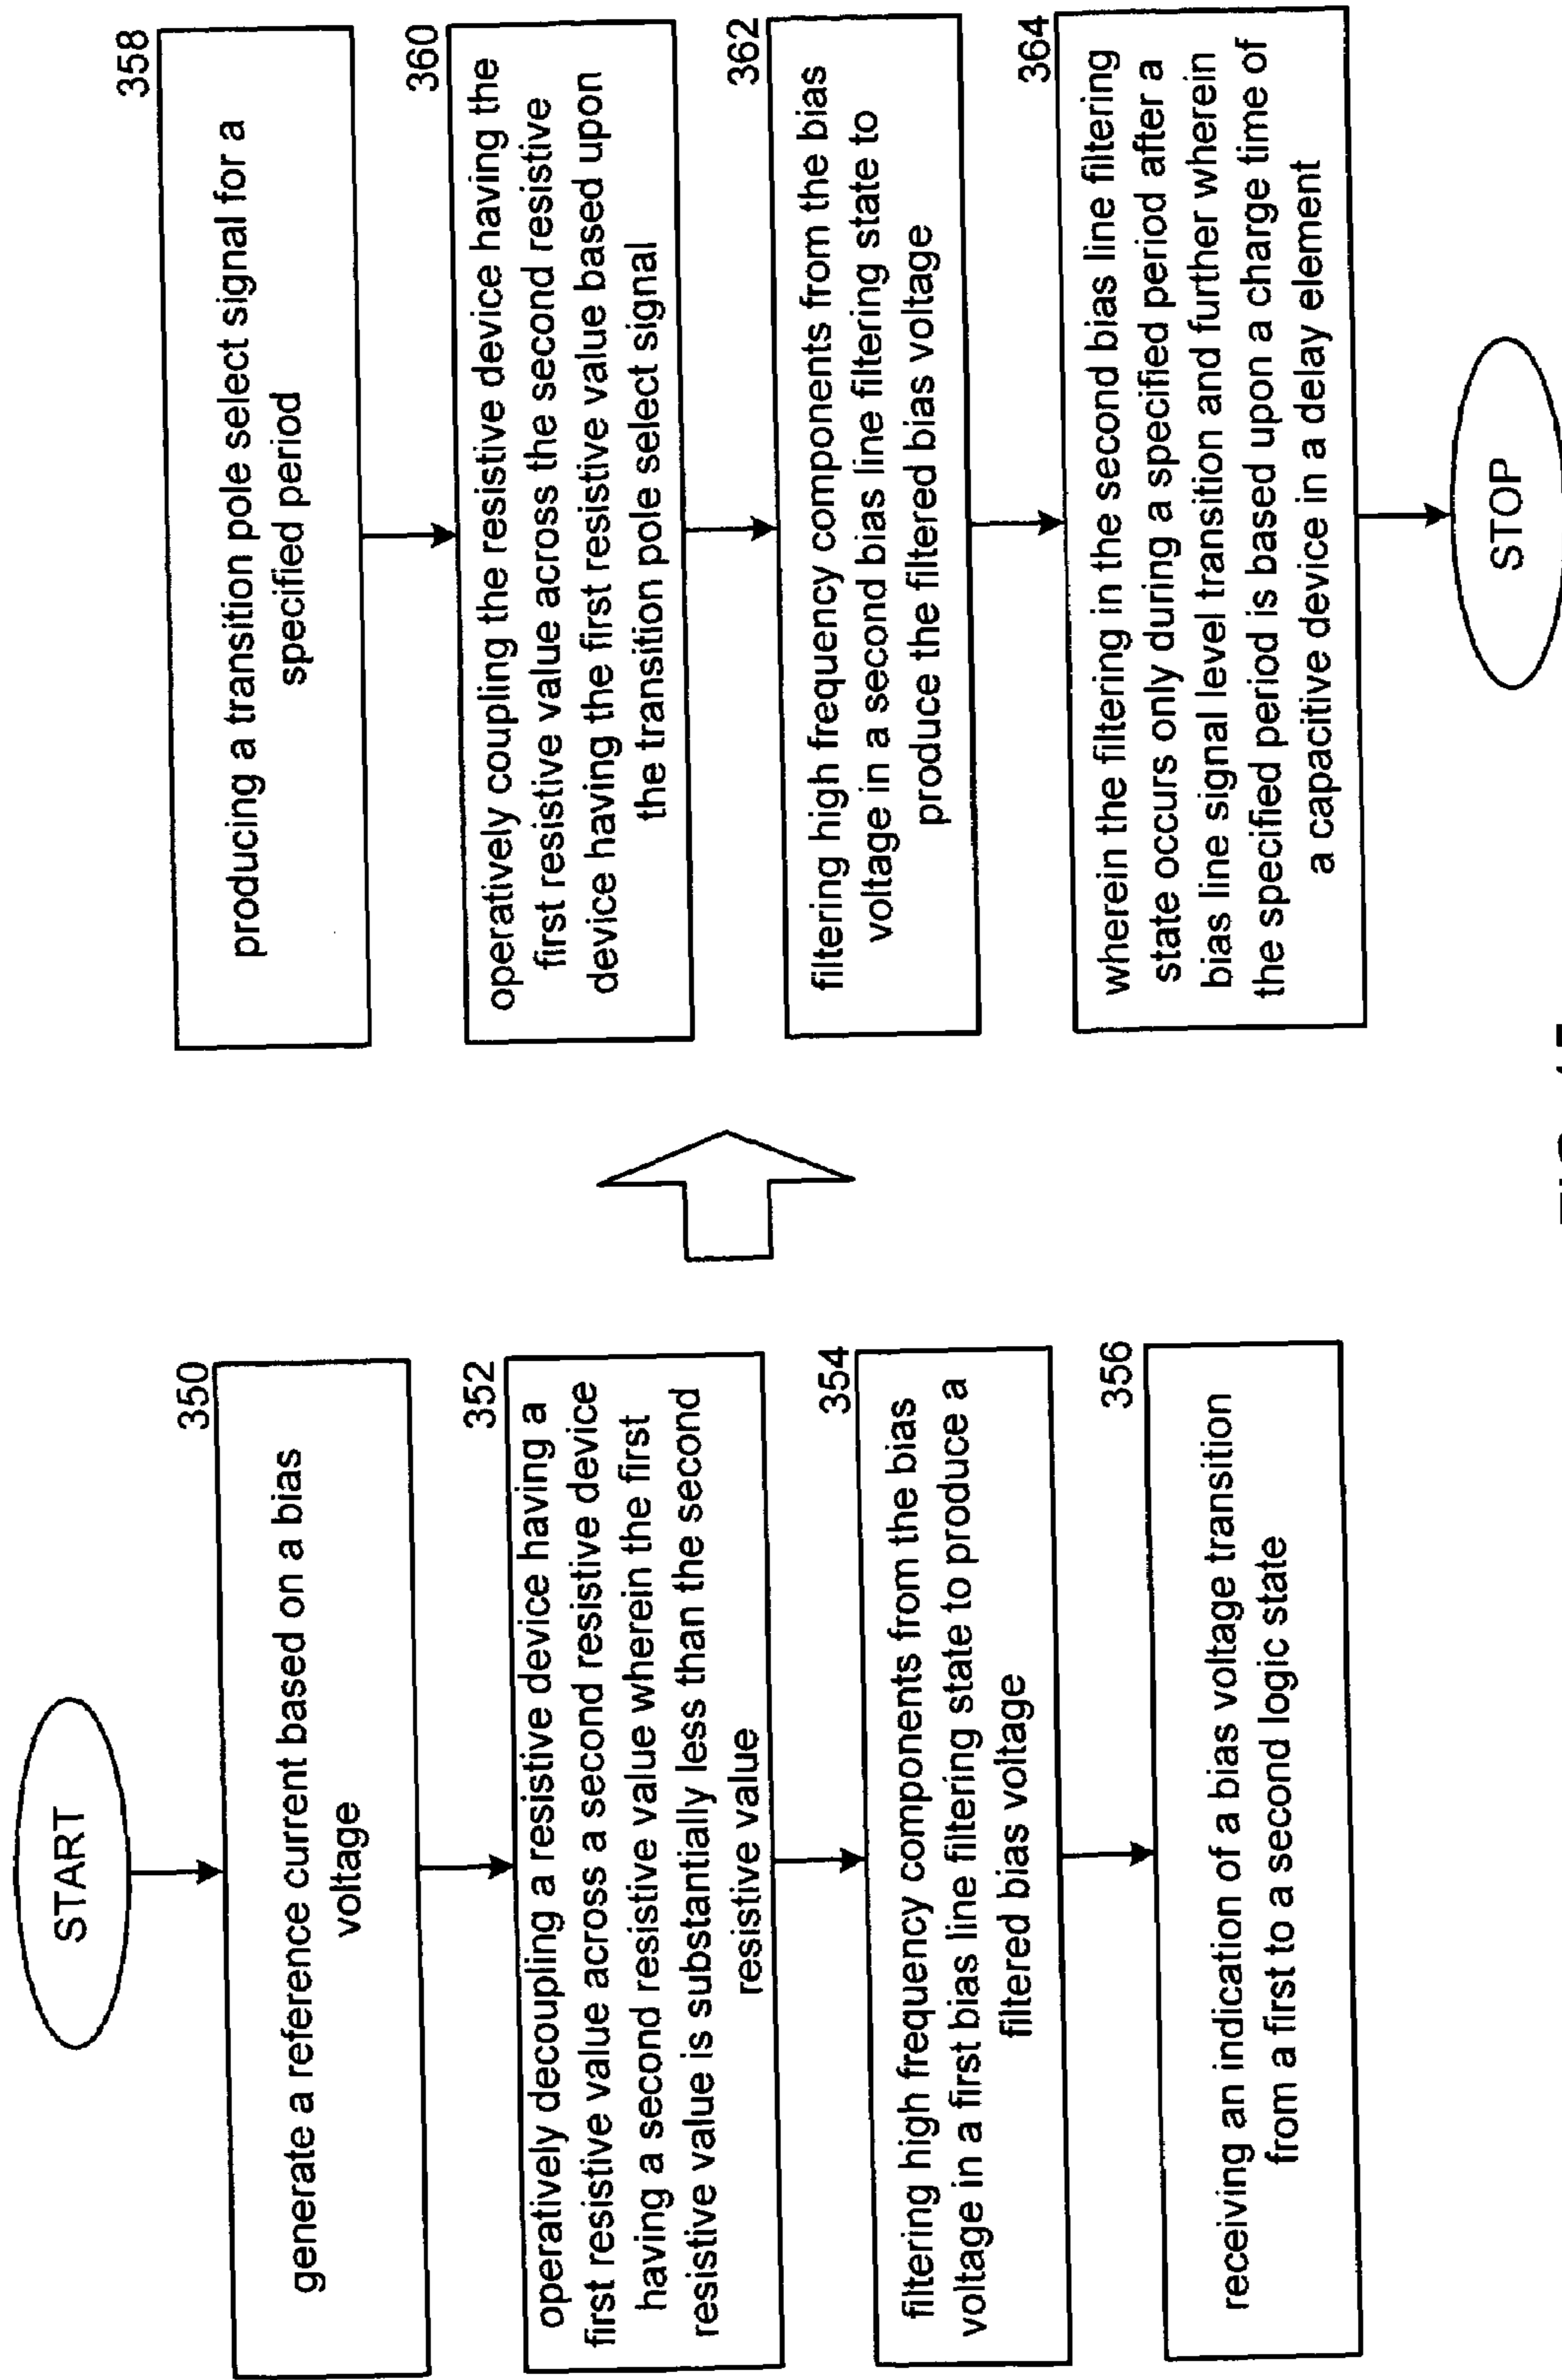 START
350
generate a reference current based on a bias
voltage
352
operatively decoupling a resistive device having a
first resistive value across a second resistive device
having a second resistive value wherein the first
resistive value is substantially less than the second
resistive value
354
filtering high frequency components from the bias
voltage in a first bias line filtering state to produce a
filtered bias voltage
356
receiving an indication of a bias voltage transition
from a first to a second logic state
358
producing a transition pole select signal for a
specified period
360
operatively coupling the resistive device having the
first resistive value across the second resistive
device having the first resistive value based upon
the transition pole select signal
362
filtering high frequency components from the bias
voltage in a second bias line filtering state to
produce the filtered bias voltage
364
wherein the filtering in the second bias line filtering
state occurs only during a specified period after a
bias line signal level transition and further wherein
the specified period is based upon a charge time of
a capacitive device in a delay element
STOP